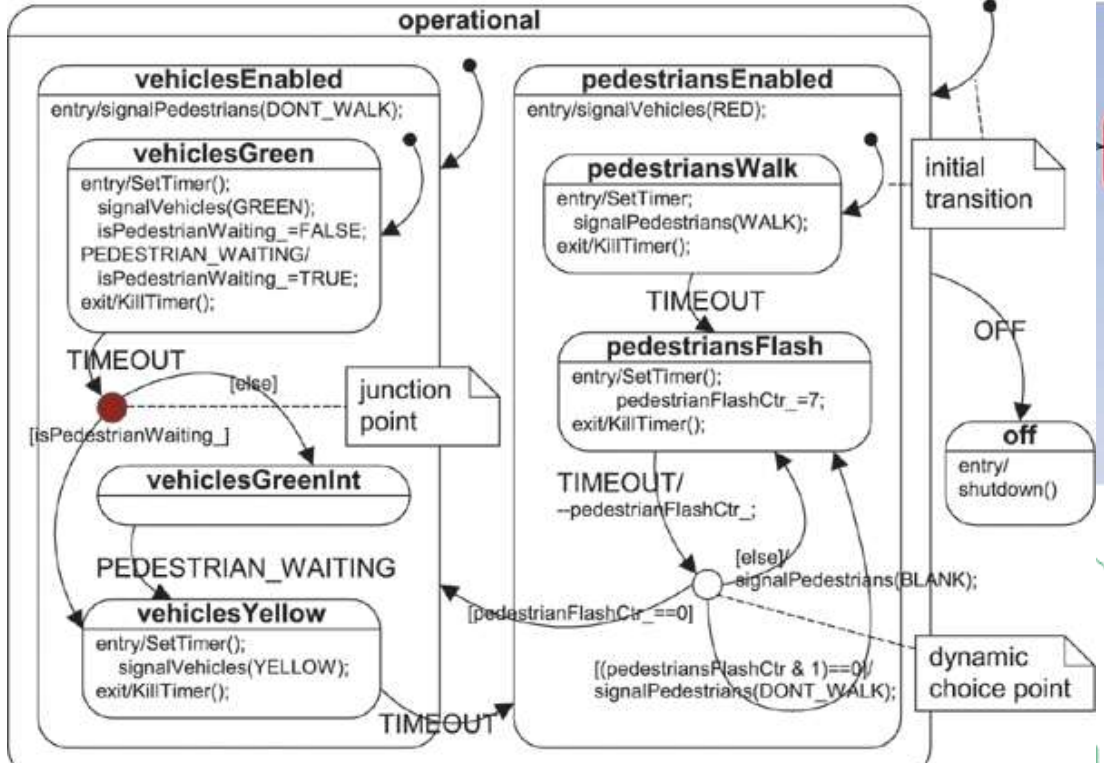 operational
vehiclesEnabled
entry/signalPedestrians(DONT_WALK);
vehiclesGreen
entry/SetTimer();
signalVehicles(GREEN);
isPedestrianWaiting_=FALSE;
PEDESTRIAN_WAITING/
isPedestrianWaiting_=TRUE;
exit/KillTimer();
TIMEOUT
[else]
junction
point
[isPedestrianWaiting_]
vehiclesGreenInt
PEDESTRIAN_WAITING
vehiclesYellow
entry/SetTimer();
signalVehicles(YELLOW);
exit/KillTimer();
TIMEOUT
pedestriansEnabled
entry/signalVehicles(RED);
pedestriansWalk
entry/SetTimer;
signalPedestrians(WALK);
exit/KillTimer();
TIMEOUT
pedestriansFlash
entry/SetTimer();
pedestrianFlashCtr_=7;
exit/KillTimer();
TIMEOUT/
--pedestrianFlashCtr_;
[else]/
signalPedestrians(BLANK);
[pedestrianFlashCtr_==0]
[(pedestriansFlashCtr & 1)==0]/
signalPedestrians(DONT_WALK);
initial
transition
OFF
off
entry/
shutdown()
dynamic
choice point